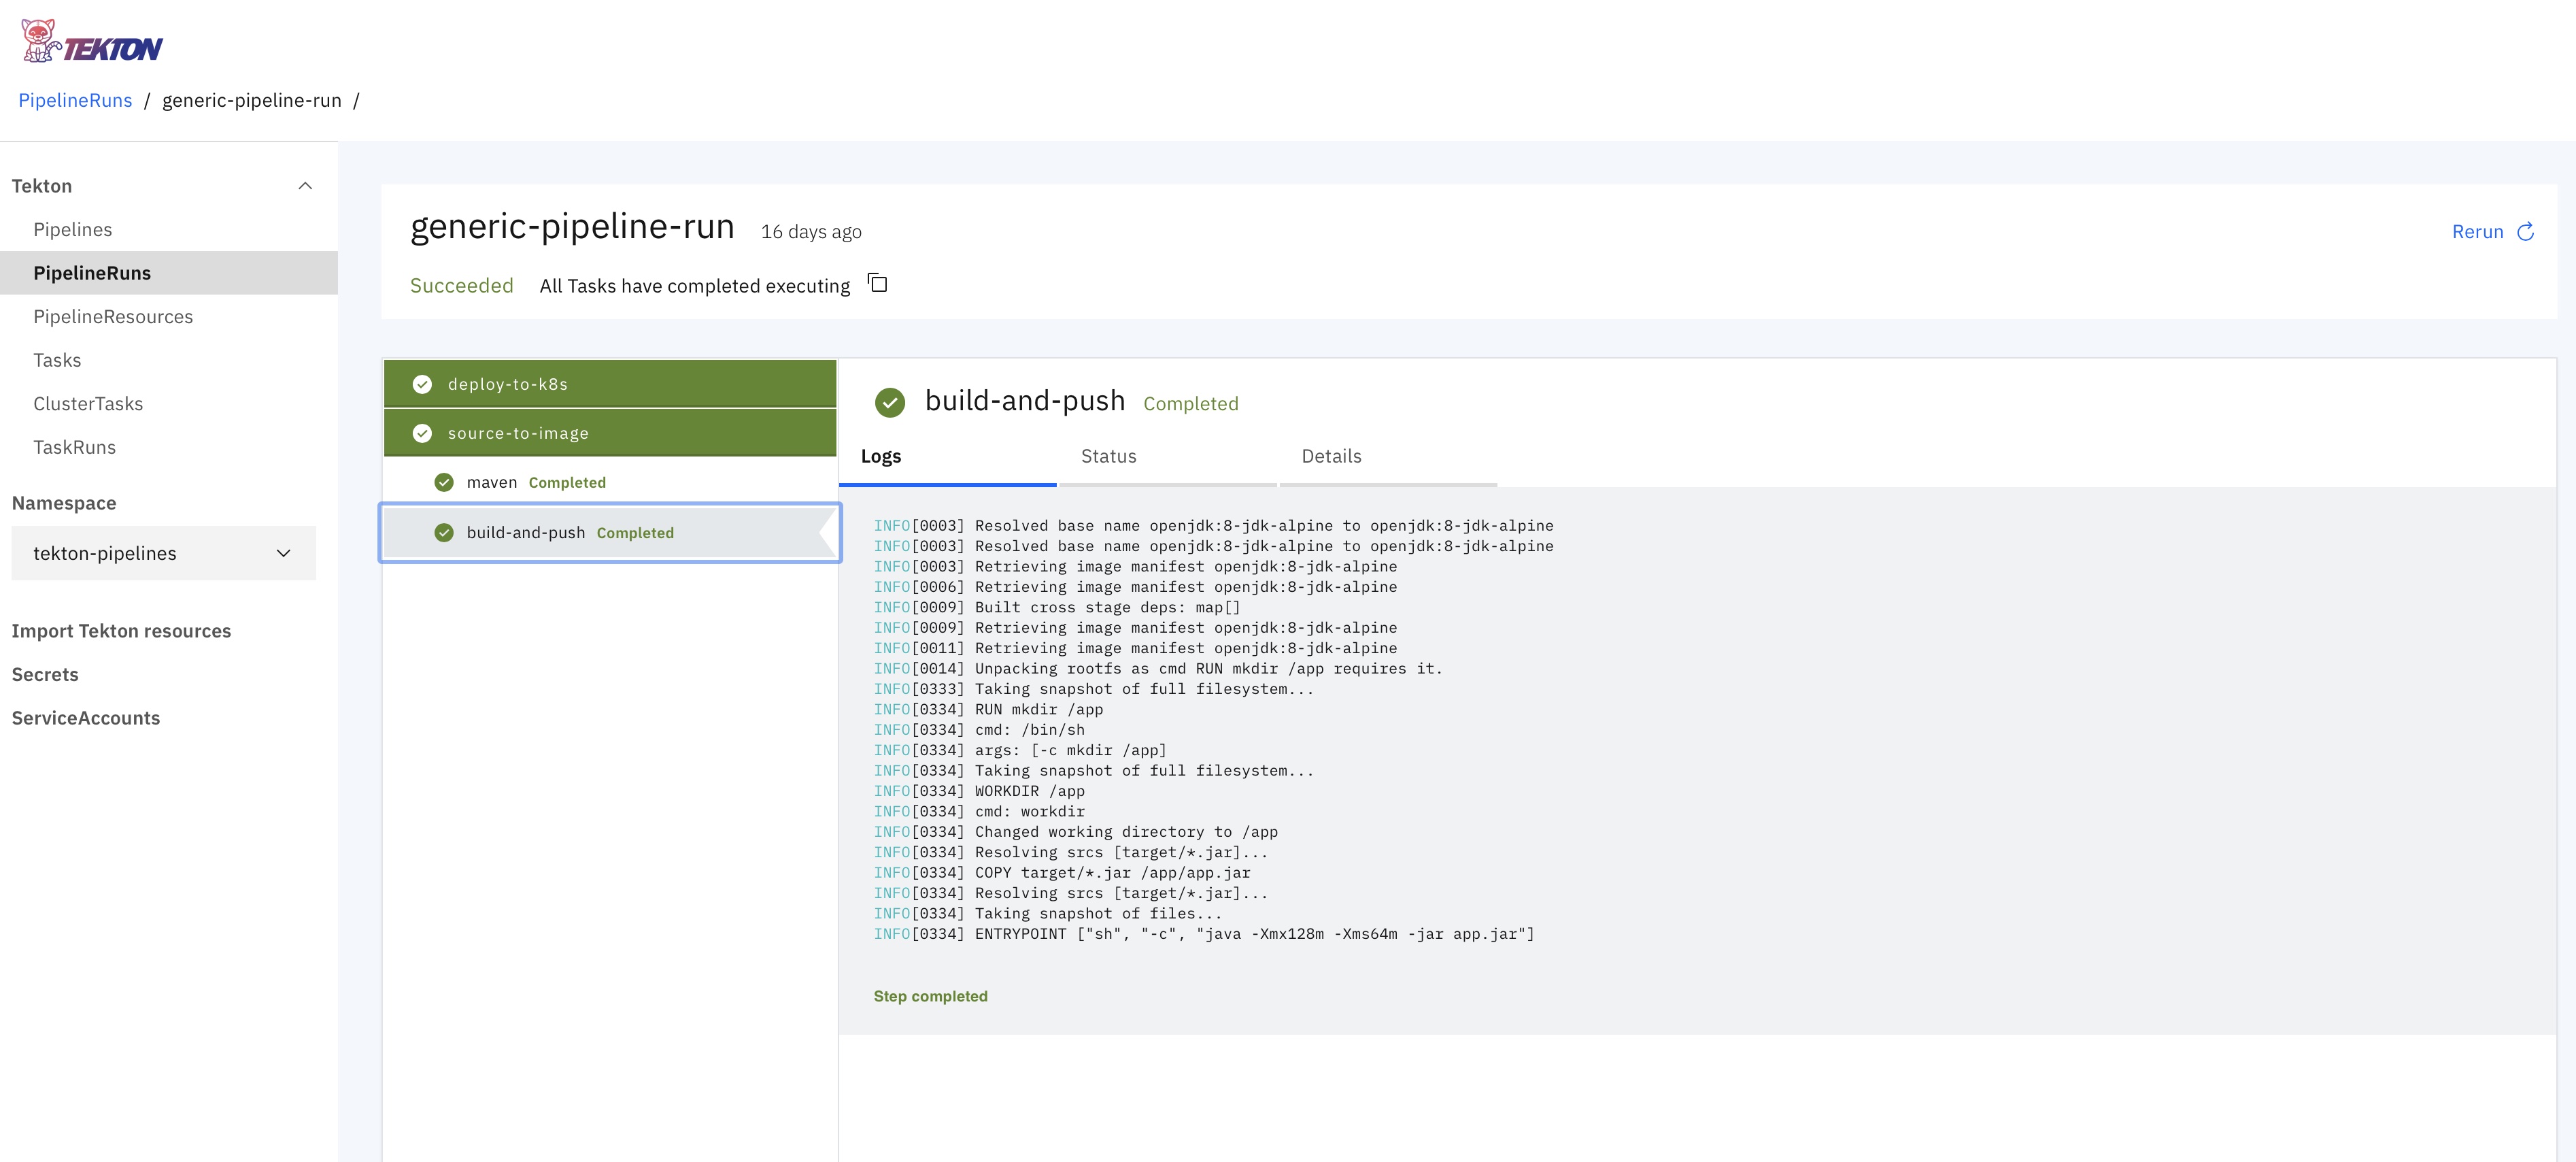 TEKTON
PipelineRuns / generic-pipeline-run /
Tekton
Pipelines
PipelineRuns
PipelineResources
Tasks
ClusterTasks
TaskRuns
Namespace
tekton-pipelines
Import Tekton resources
Secrets
ServiceAccounts
generic-pipeline-run 16 days ago
Rerun
Succeeded All Tasks have completed executing
deploy-to-k8s
source-to-image
maven Completed
build-and-push Completed
build-and-push Completed
Logs Status Details
INFO[0003] Resolved base name openjdk:8-jdk-alpine to openjdk:8-jdk-alpine
INFO[0003] Resolved base name openjdk:8-jdk-alpine to openjdk:8-jdk-alpine
INFO[0003] Retrieving image manifest openjdk:8-jdk-alpine
INFO[0006] Retrieving image manifest openjdk:8-jdk-alpine
INFO[0009] Built cross stage deps: map[]
INFO[0009] Retrieving image manifest openjdk:8-jdk-alpine
INFO[0011] Retrieving image manifest openjdk:8-jdk-alpine
INFO[0014] Unpacking rootfs as cmd RUN mkdir /app requires it.
INFO[0333] Taking snapshot of full filesystem...
INFO[0334] RUN mkdir /app
INFO[0334] cmd: /bin/sh
INFO[0334] args: [-c mkdir /app]
INFO[0334] Taking snapshot of full filesystem...
INFO[0334] WORKDIR /app
INFO[0334] cmd: workdir
INFO[0334] Changed working directory to /app
INFO[0334] Resolving srcs [target/*.jar]...
INFO[0334] COPY target/*.jar /app/app.jar
INFO[0334] Resolving srcs [target/*.jar]...
INFO[0334] Taking snapshot of files...
INFO[0334] ENTRYPOINT ["sh", "-c", "java -Xmx128m -Xms64m -jar app.jar"]
Step completed